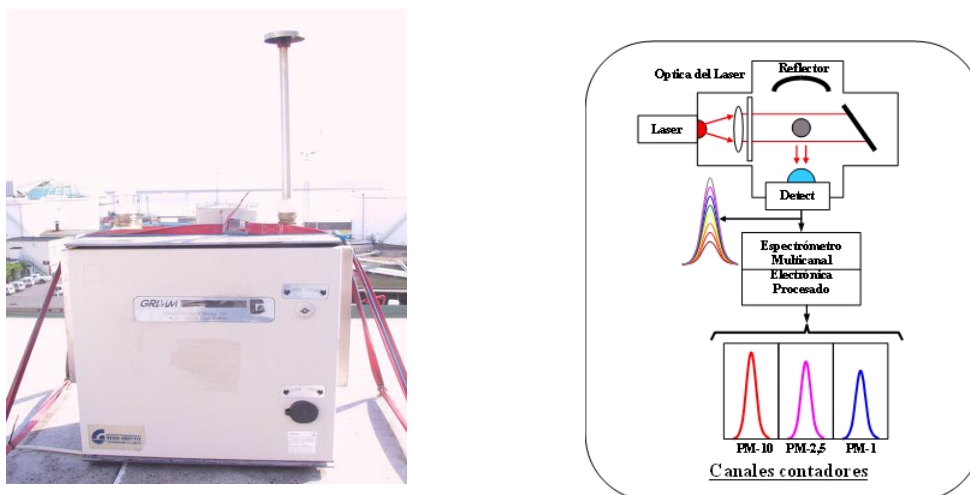 GRIMM
Optica del Laser
Reflector
Laser
Detect
Espectrómetro
Multicanal
Electrónica
Procesado
PM-10
PM-2,5
PM-1
Canales contadores